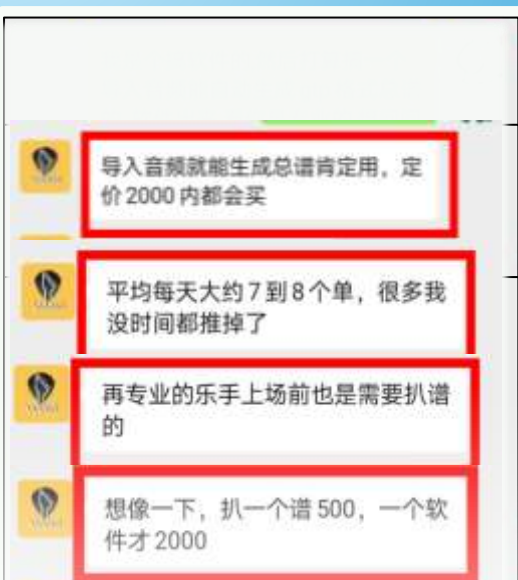 导入音频就能生成总谱肯定用，定
价 2000 内都会买
平均每天大约 7 到 8 个单，很多我
没时间都推掉了
再专业的乐手上场前也是需要扒谱
的
想像一下，扒一个谱 500，一个软
件才 2000